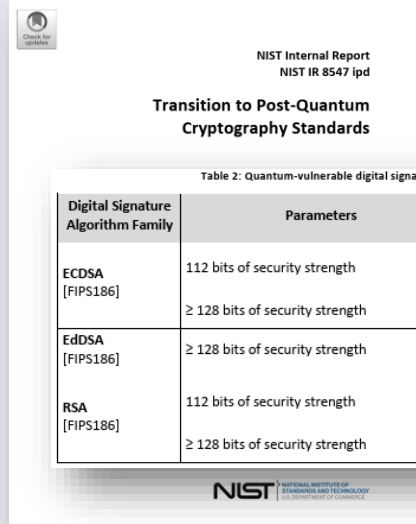 Check for
updates
NIST Internal Report
NIST IR 8547 ipd
Transition to Post-Quantum
Cryptography Standards
Table 2: Quantum-vulnerable digital signa
Digital Signature
Algorithm Family
Parameters
ECDSA
[FIPS186]
112 bits of security strength
≥ 128 bits of security strength
EdDSA
[FIPS186]
≥ 128 bits of security strength
RSA
[FIPS186]
112 bits of security strength
≥ 128 bits of security strength
NIST
NATIONAL INSTITUTE OF
STANDARDS AND TECHNOLOGY
U.S. DEPARTMENT OF COMMERCE